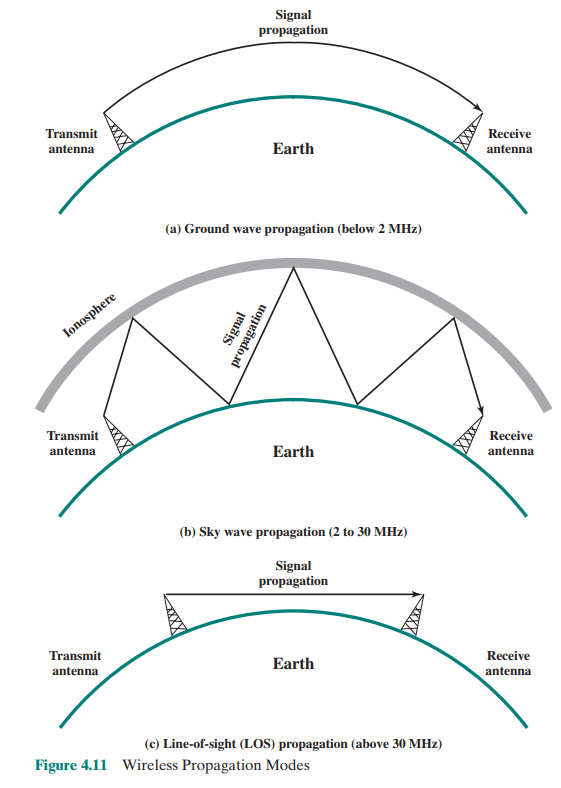 Signal
propagation
Transmit
antenna
Earth
Receive
antenna
(a) Ground wave propagation (below 2 MHz)
Ionosphere
Signal
propagation
Transmit
antenna
Earth
Receive
antenna
(b) Sky wave propagation (2 to 30 MHz)
Signal
propagation
Transmit
antenna
Earth
Receive
antenna
(c) Line-of-sight (LOS) propagation (above 30 MHz)
Figure 4.11 Wireless Propagation Modes